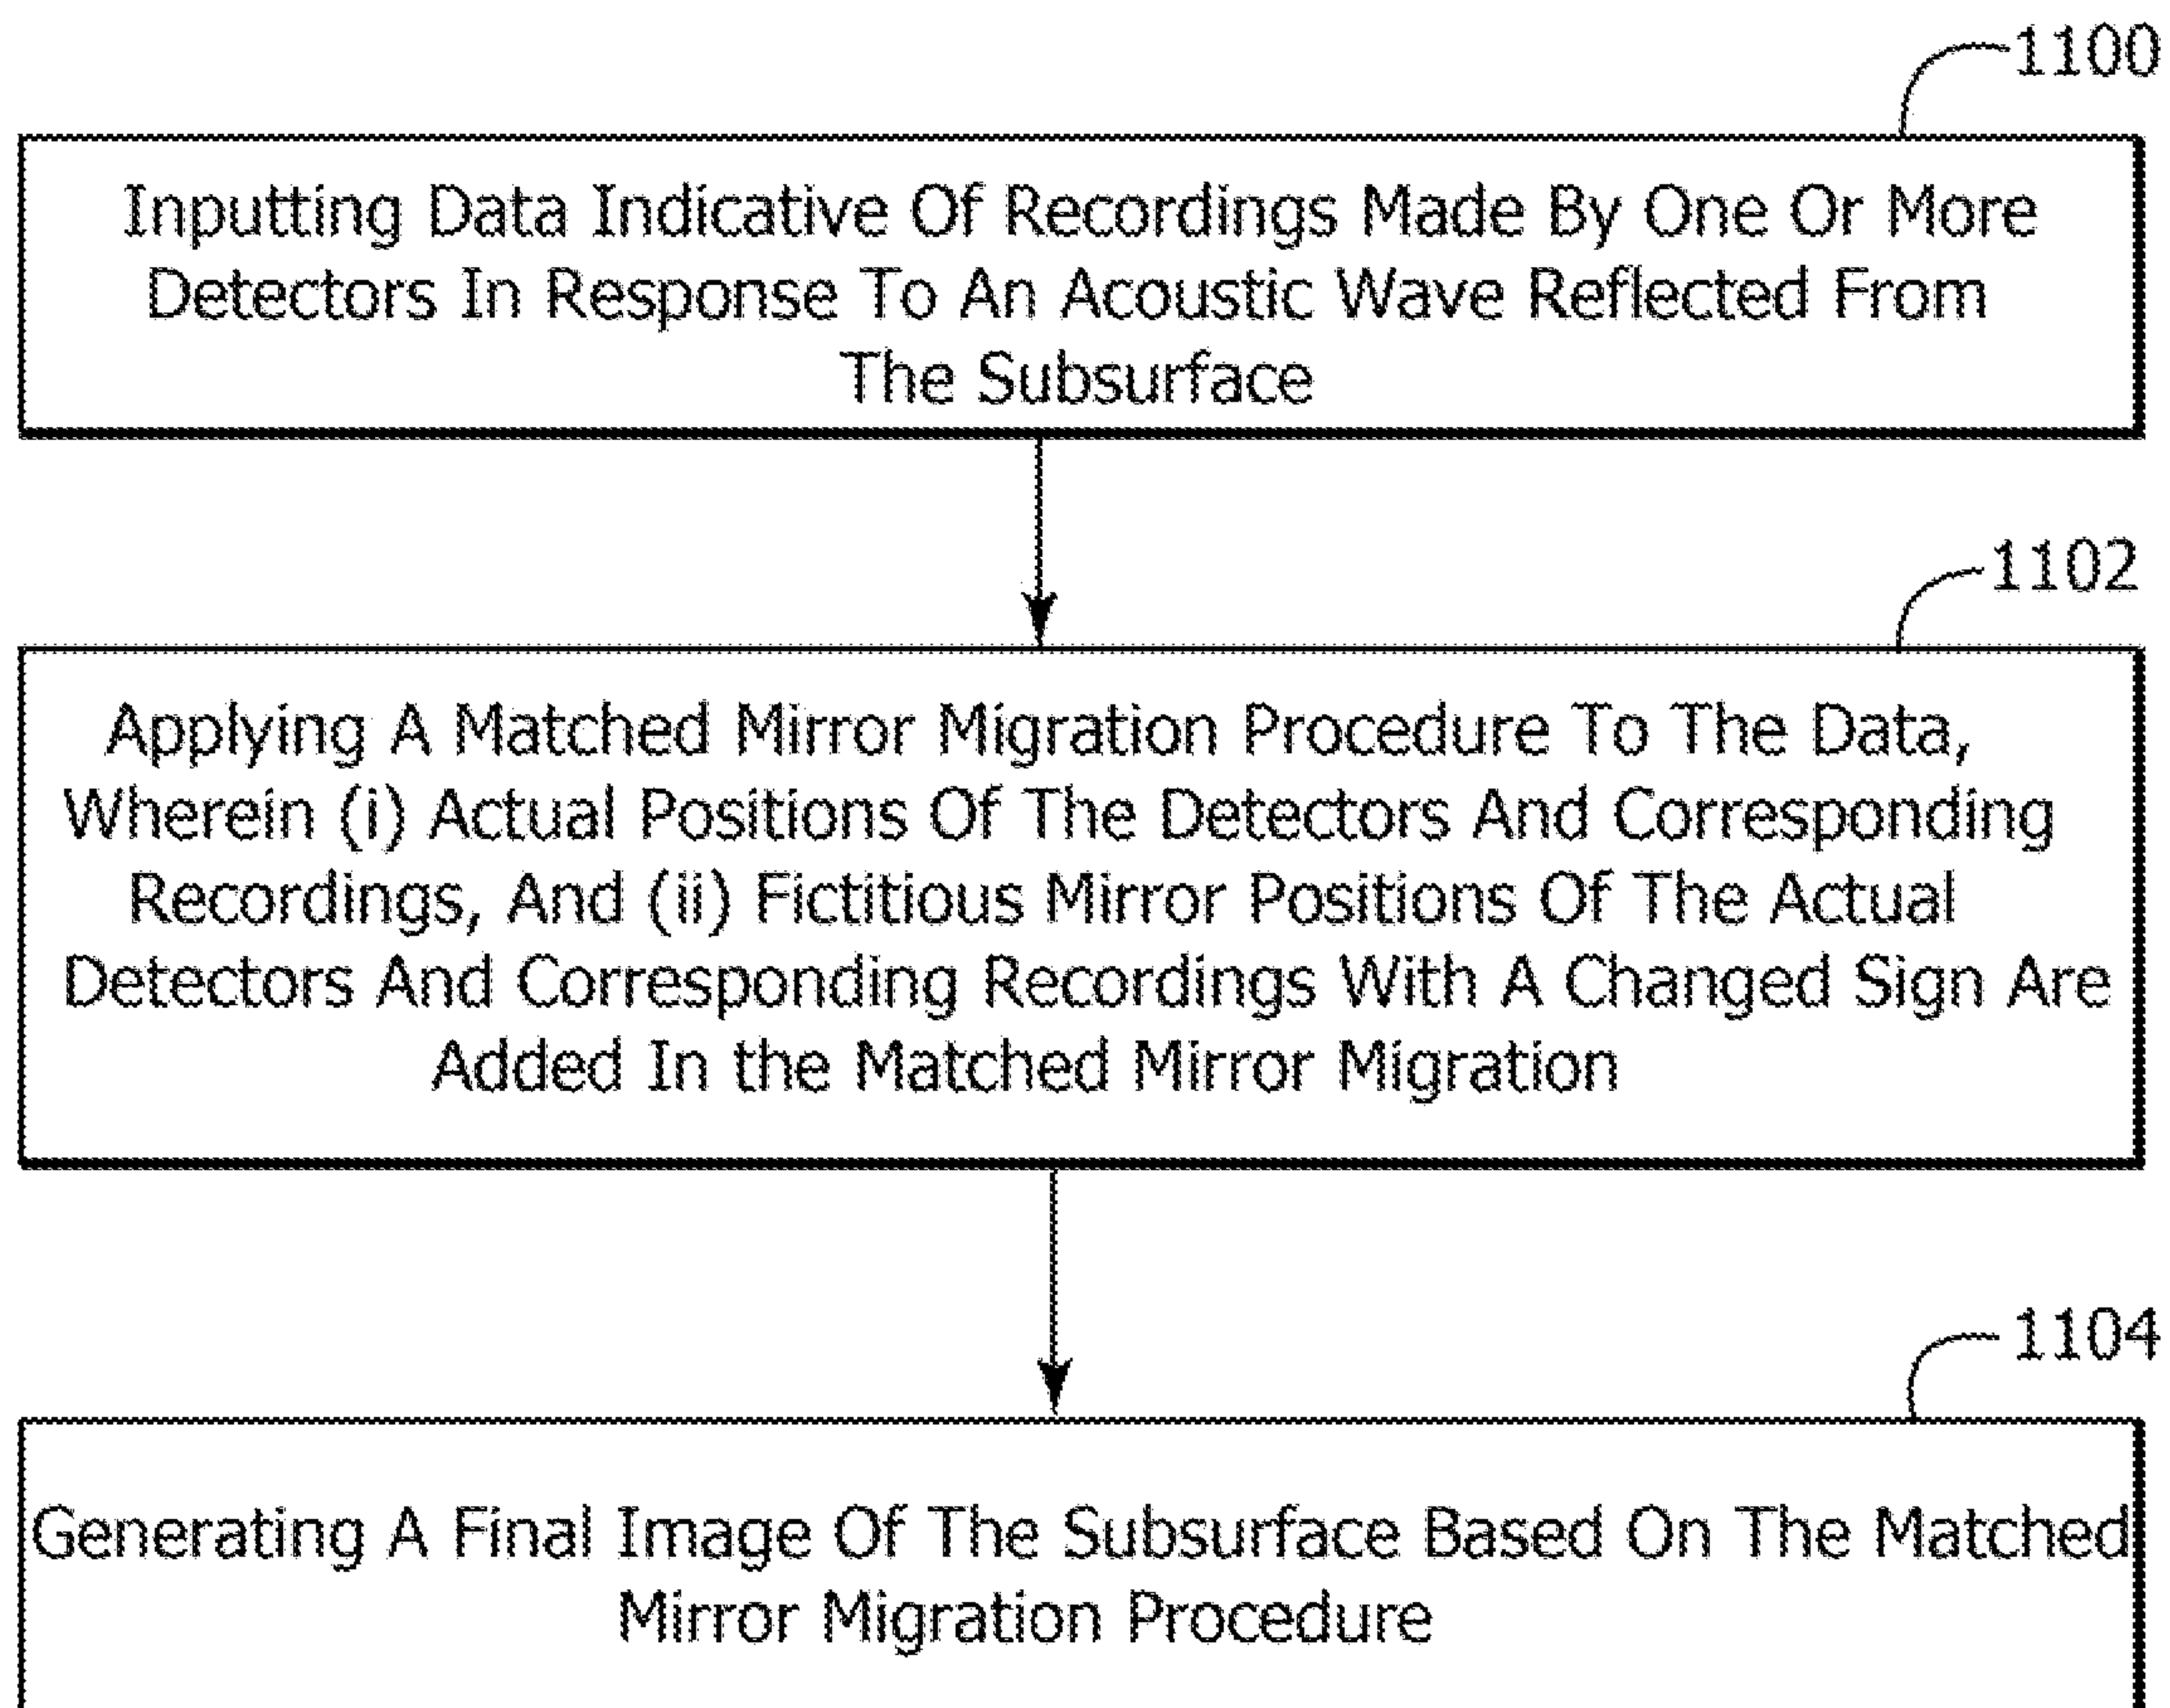 1100
Inputting Data Indicative Of Recordings Made By One Or More
Detectors In Response To An Acoustic Wave Reflected From
The Subsurface
1102
Applying A Matched Mirror Migration Procedure To The Data,
Wherein (i) Actual Positions Of The Detectors And Corresponding
Recordings, And (ii) Fictitious Mirror Positions Of The Actual
Detectors And Corresponding Recordings With A Changed Sign Are
Added In the Matched Mirror Migration
1104
Generating A Final Image Of The Subsurface Based On The Matched
Mirror Migration Procedure